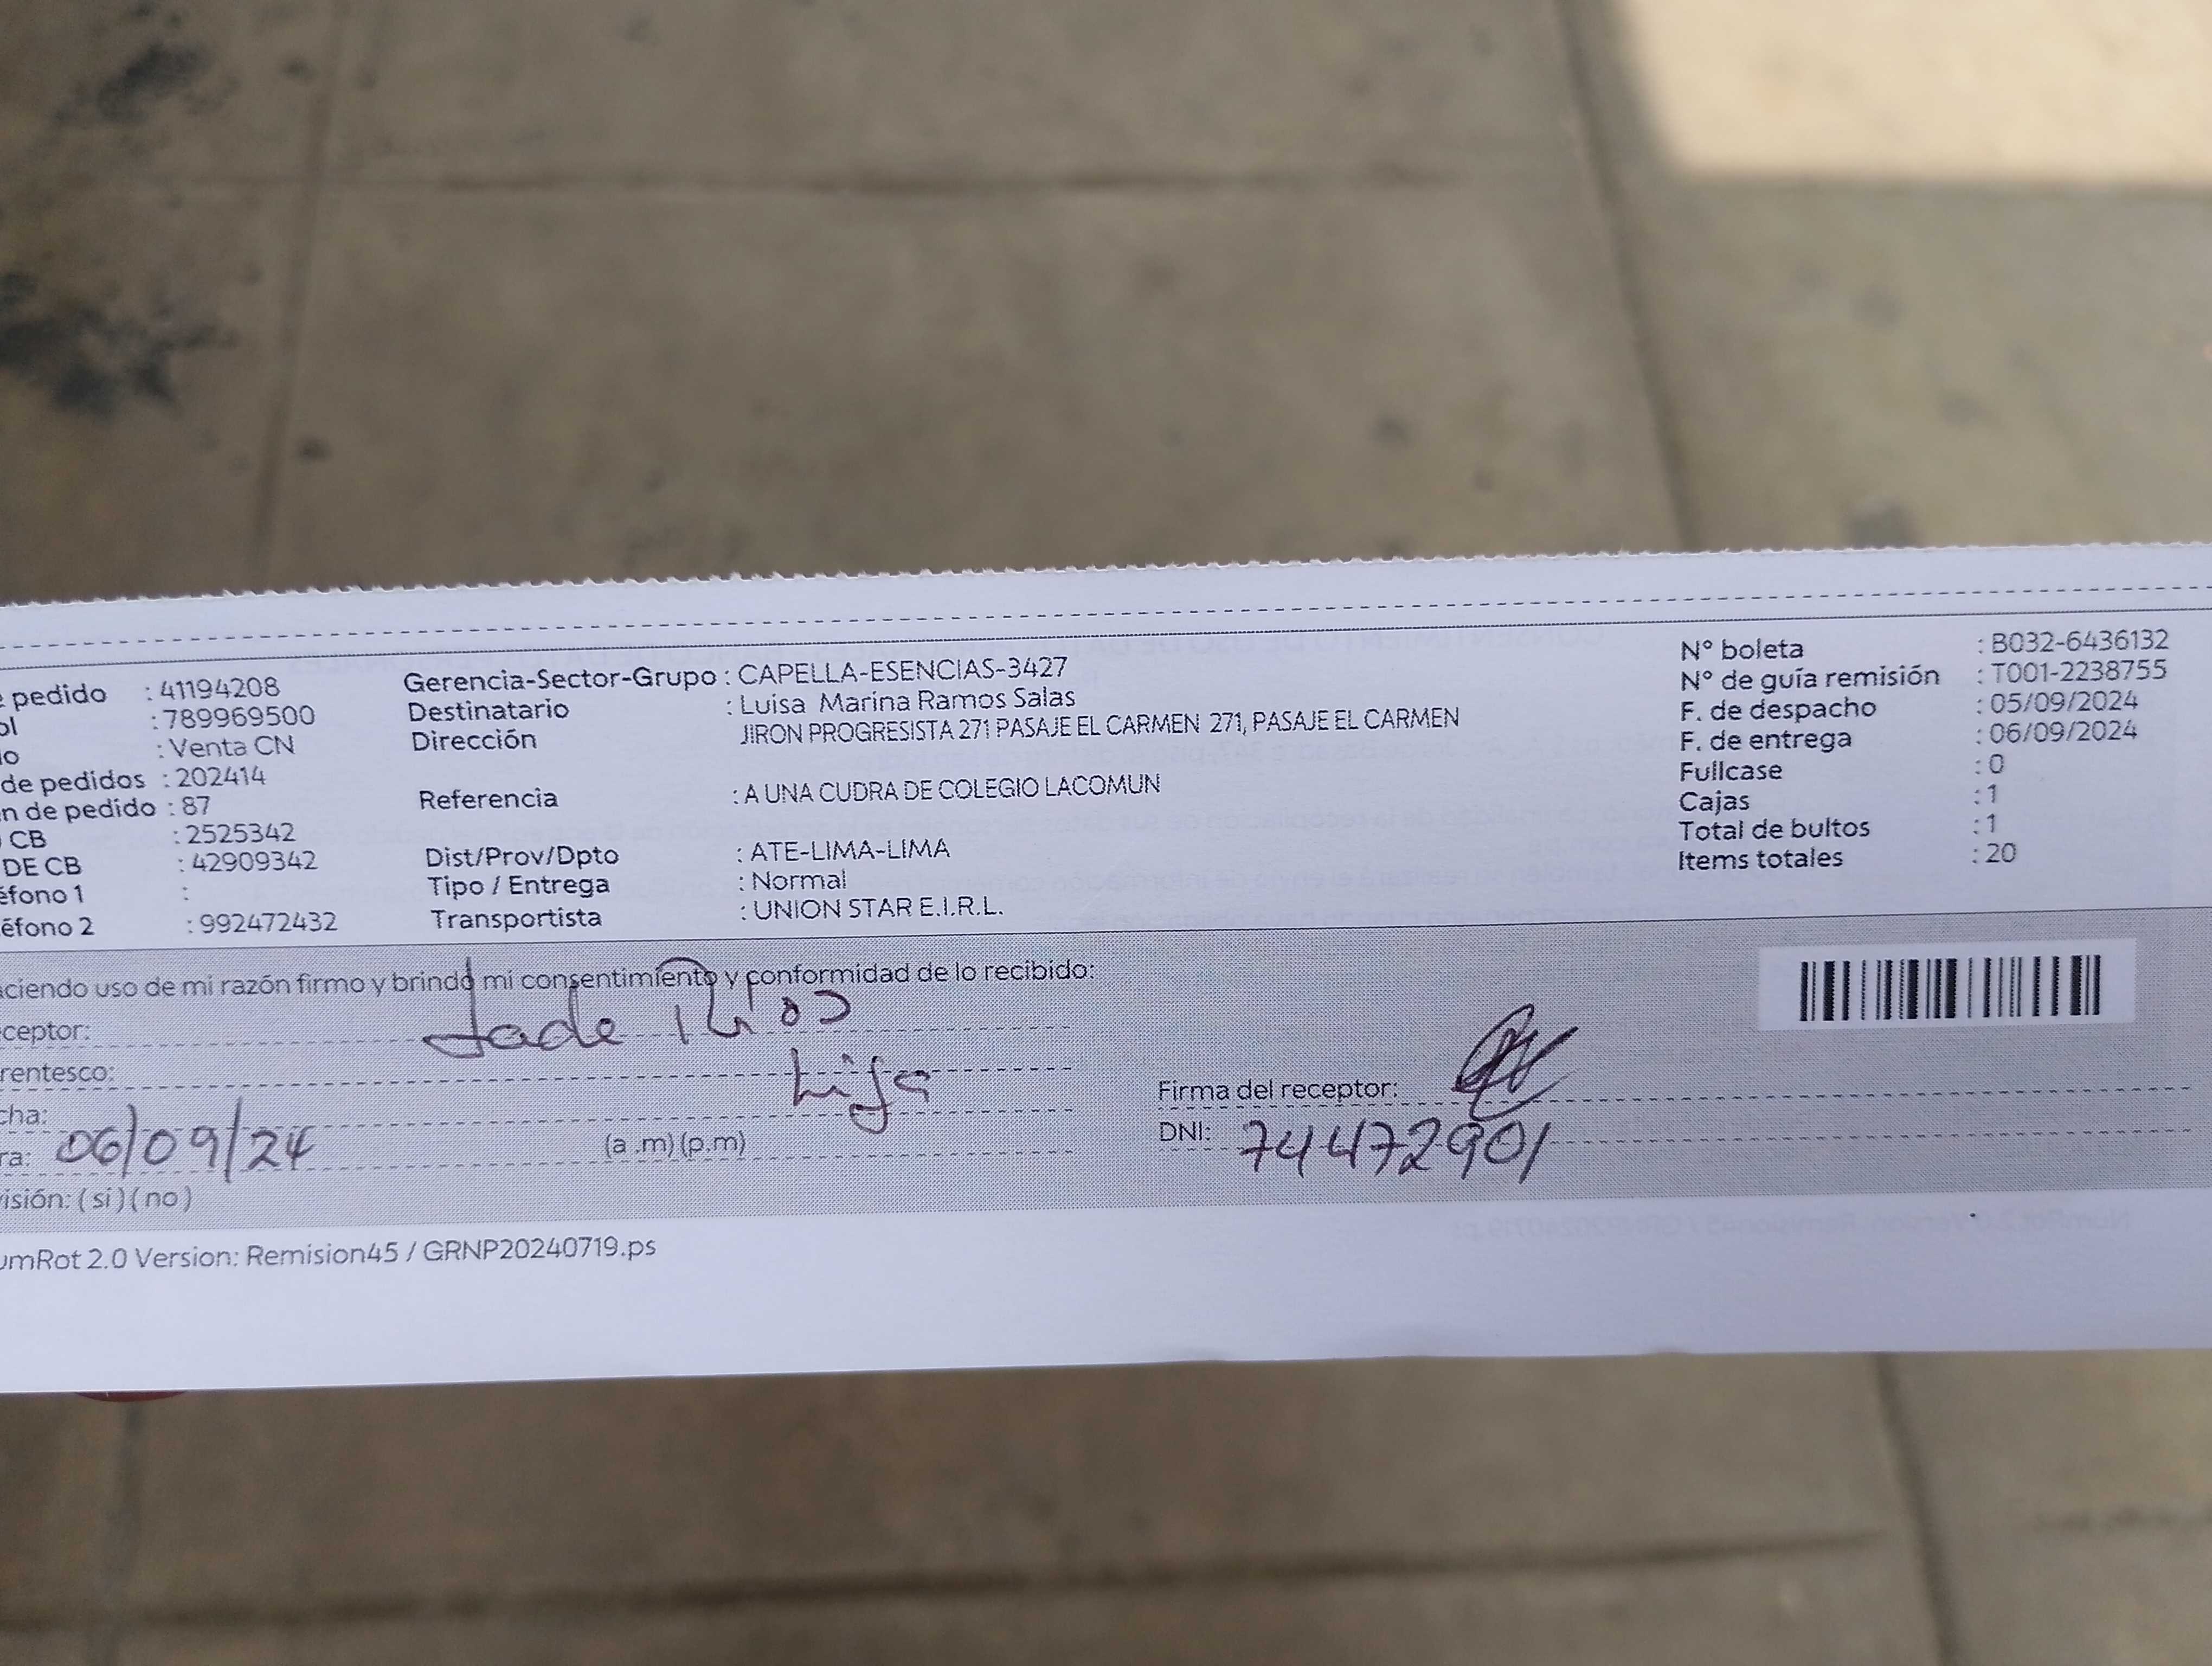 pedido : 41194208
ol : 789969500
o : Venta CN
de pedidos : 202414
n de pedido : 87
CB : 2525342
DE CB : 42909342
éfono 1 :
éfono 2 : 992472432
Gerencia-Sector-Grupo : CAPELLA-ESENCIAS-3427
Destinatario : Luisa Marina Ramos Salas
Dirección JIRON PROGRESISTA 271 PASAJE EL CARMEN 271, PASAJE EL CARMEN
Referencia : A UNA CUDRA DE COLEGIO LACOMUN
Dist/Prov/Dpto : ATE-LIMA-LIMA
Tipo / Entrega : Normal
Transportista : UNION STAR E.I.R.L.
N° boleta : B032-6436132
N° de guía remisión : T001-2238755
F. de despacho : 05/09/2024
F. de entrega : 06/09/2024
Fullcase : 0
Cajas : 1
Total de bultos : 1
Items totales : 20
aciendo uso de mi razón firmo y brindo mi consentimiento y conformidad de lo recibido:
ceptor: Jade Rios
rentesco: hija
cha: 06/09/24
ra: (a .m) (p.m)
isión: (si) (no)
Firma del receptor:
DNI: 74472901
umRot 2.0 Version: Remision45 / GRNP20240719.ps